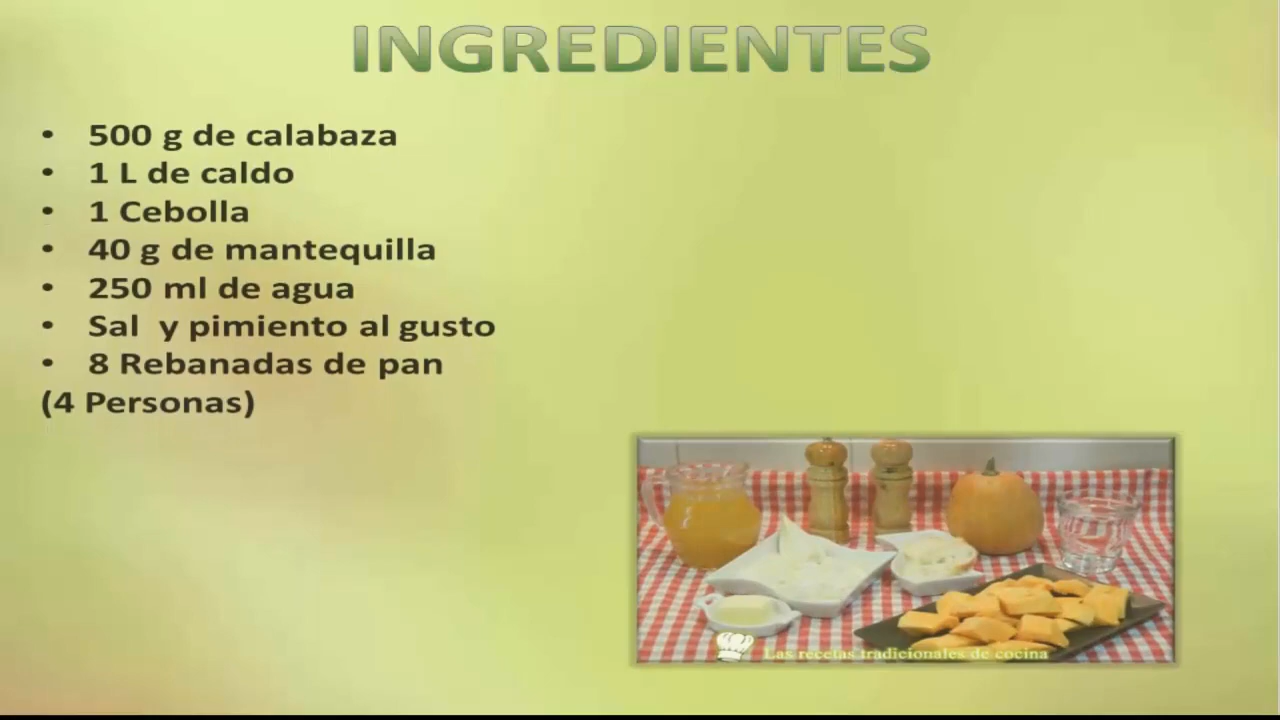 INGREDIENTES
• 500 g de calabaza
• 1 L de caldo
• 1 Cebolla
• 40 g de mantequilla
• 250 ml de agua
• Sal y pimiento al gusto
• 8 Rebanadas de pan
(4 Personas)
Las recetas tradicionales de cocina